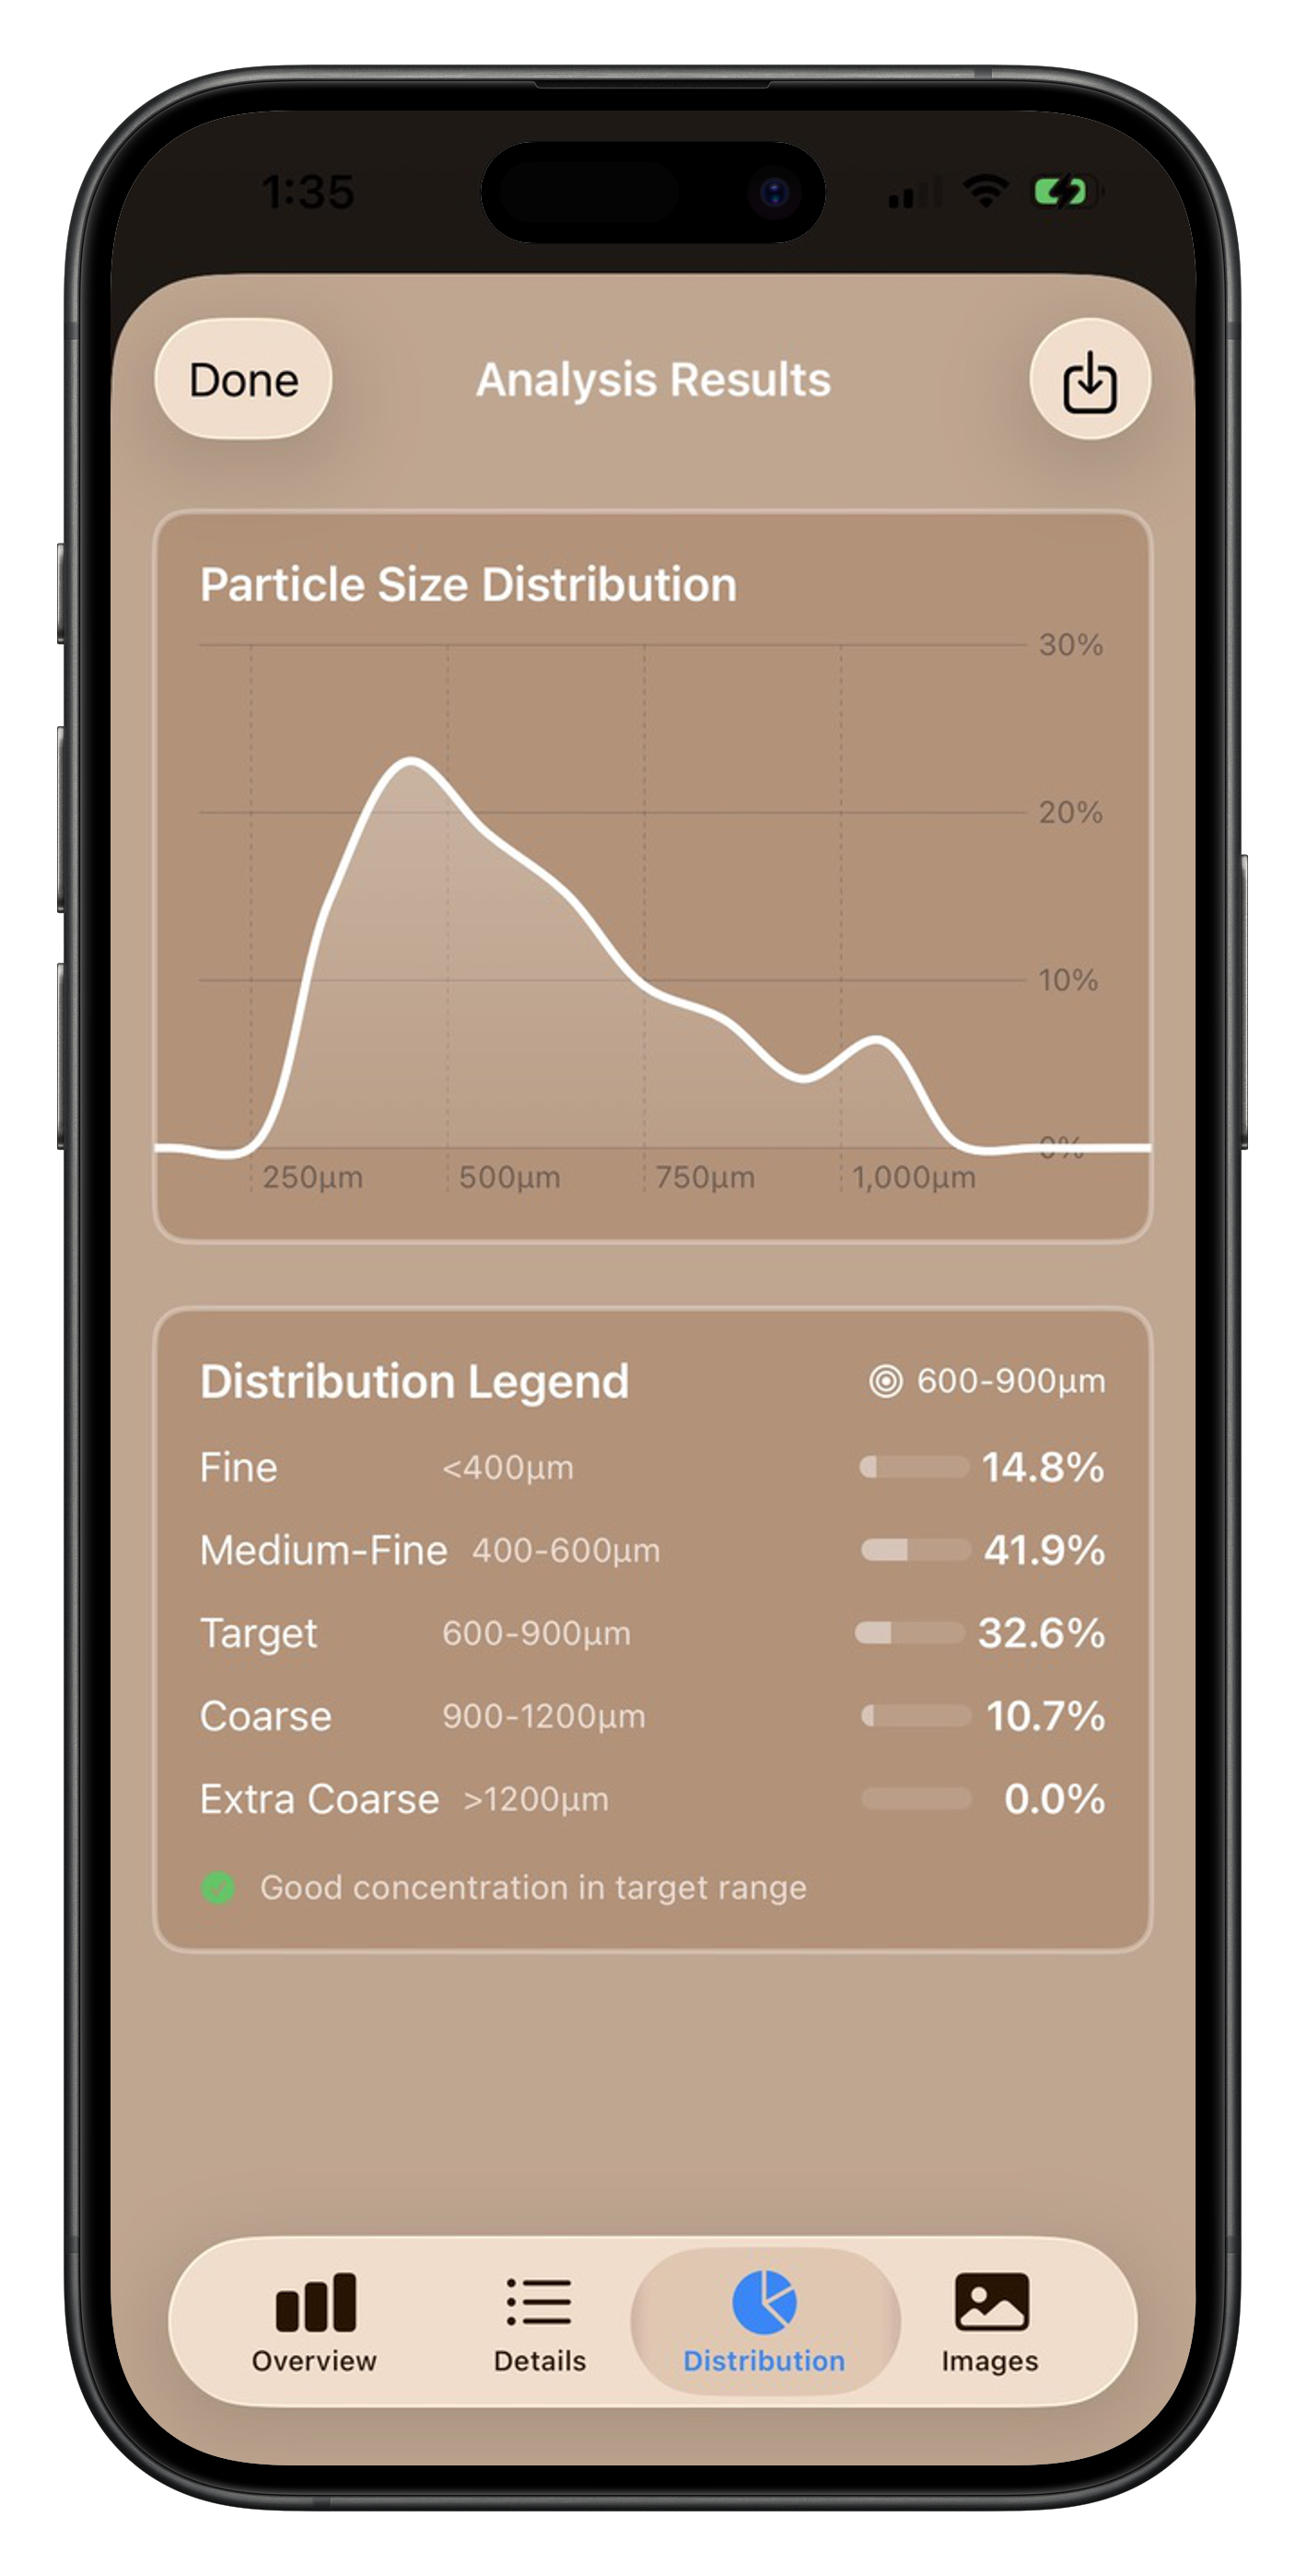 1:35
Done
Analysis Results
Particle Size Distribution
30%
20%
10%
0%
250µm 500µm 750µm 1,000µm
Distribution Legend 600-900µm
Fine <400µm 14.8%
Medium-Fine 400-600µm 41.9%
Target 600-900µm 32.6%
Coarse 900-1200µm 10.7%
Extra Coarse >1200µm 0.0%
Good concentration in target range
Overview Details Distribution Images